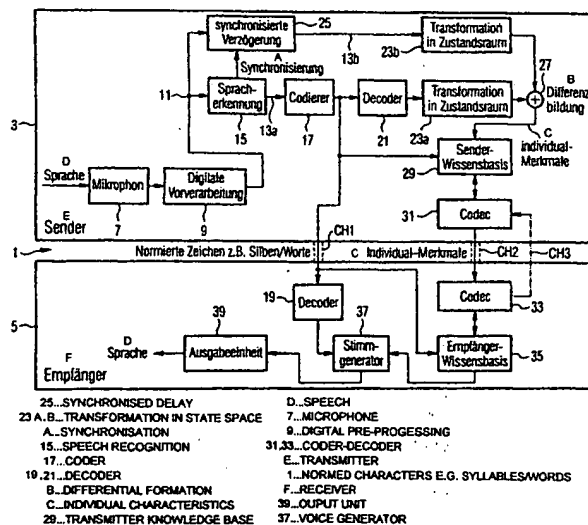 synchronisierte
Verzögerung
25
13b
23b
Transformation
in Zustandsraum
A
Synchronisierung
27
B
Differenz-
bildung
11
Sprach-
erkennung
15
13a
Codierer
17
Decoder
21
Transformation
in Zustandsraum
23a
C
individual-
Merkmale
3
Sender-
Wissensbasis
29
D
Sprache
Mikrophon
7
Digitale
Vorverarbeitung
9
31
Codec
E
Sender
1
Normierte Zeichen z.B. Silben/Worte
CH1
C Individual-Merkmale
CH2
CH3
19
Decoder
Codec
33
5
39
37
D
Sprache
Ausgabeeinheit
Stimm-
generator
Empfänger-
Wissensbasis
35
F
Empfänger
25...SYNCHRONISED DELAY
23 A.B...TRANSFORMATION IN STATE SPACE
A...SYNCHRONISATION
15...SPEECH RECOGNITION
17...CODER
19.21...DECODER
B...DIFFERENTIAL FORMATION
C...INDIVIDUAL CHARACTERISTICS
29...TRANSMITTER KNOWLEDGE BASE
D...SPEECH
7...MICROPHONE
9...DIGITAL PRE-PROGESSING
31,33...CODER-DECODER
E...TRANSMITTER
1...NORMED CHARACTERS E.G. SYLLABLES/WORDS
F...RECEIVER
39...OUPUT UNIT
37...VOICE GENERATOR